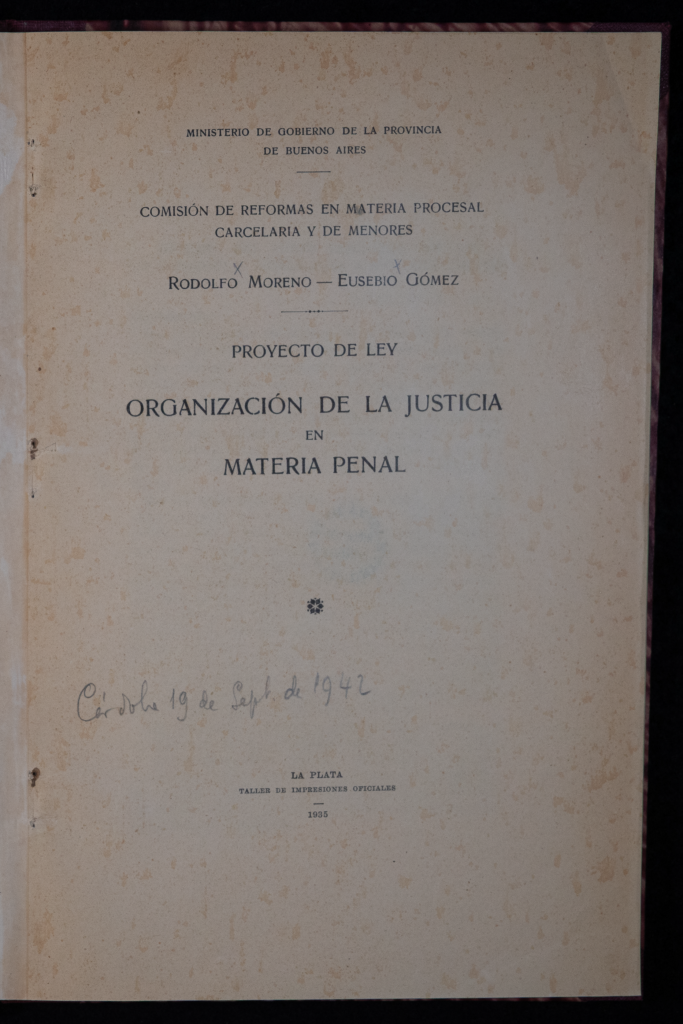 MINISTERIO DE GOBIERNO DE LA PROVINCIA
DE BUENOS AIRES
COMISIÓN DE REFORMAS EN MATERIA PROCESAL
CARCELARIA Y DE MENORES
RODOLFO MORENO — EUSEBIO GÓMEZ
PROYECTO DE LEY
ORGANIZACIÓN DE LA JUSTICIA
EN
MATERIA PENAL
Córdoba 19 de Sept de 1942
LA PLATA
TALLER DE IMPRESIONES OFICIALES
1935